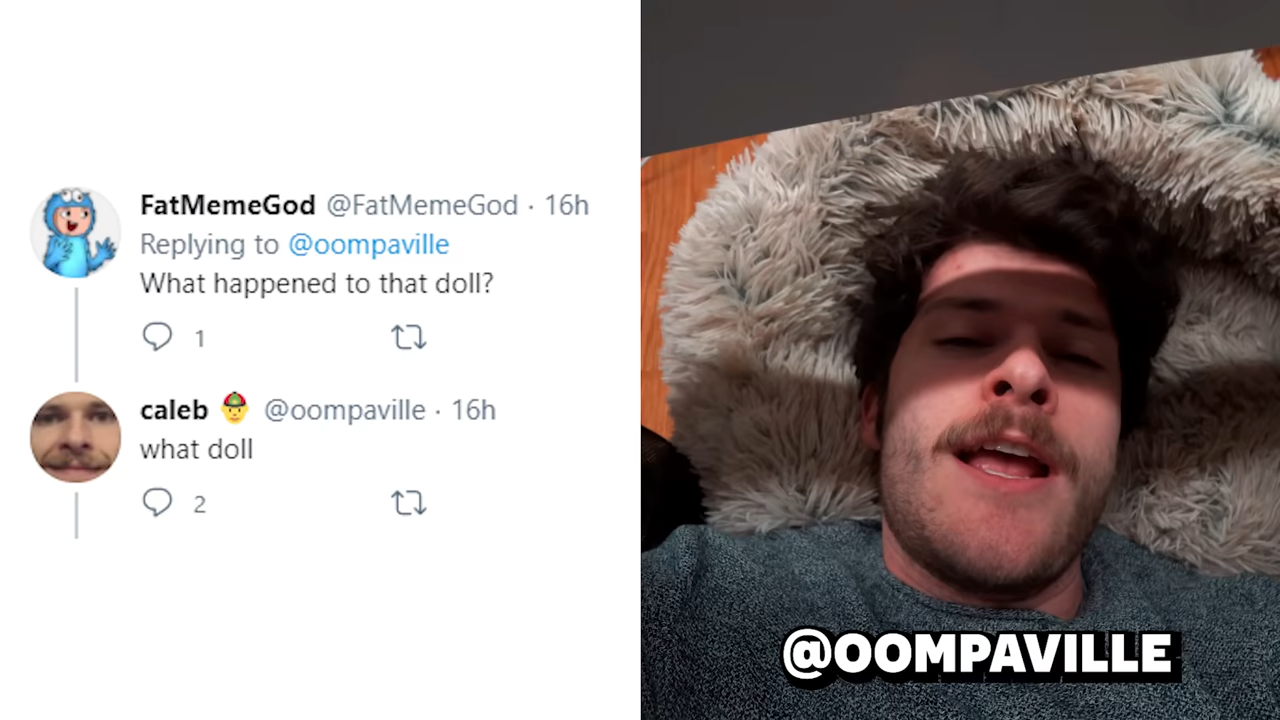 FatMemeGod @FatMemeGod · 16h
Replying to @oompaville
What happened to that doll?
1
caleb @oompaville · 16h
what doll
2
@OOMPAVILLE